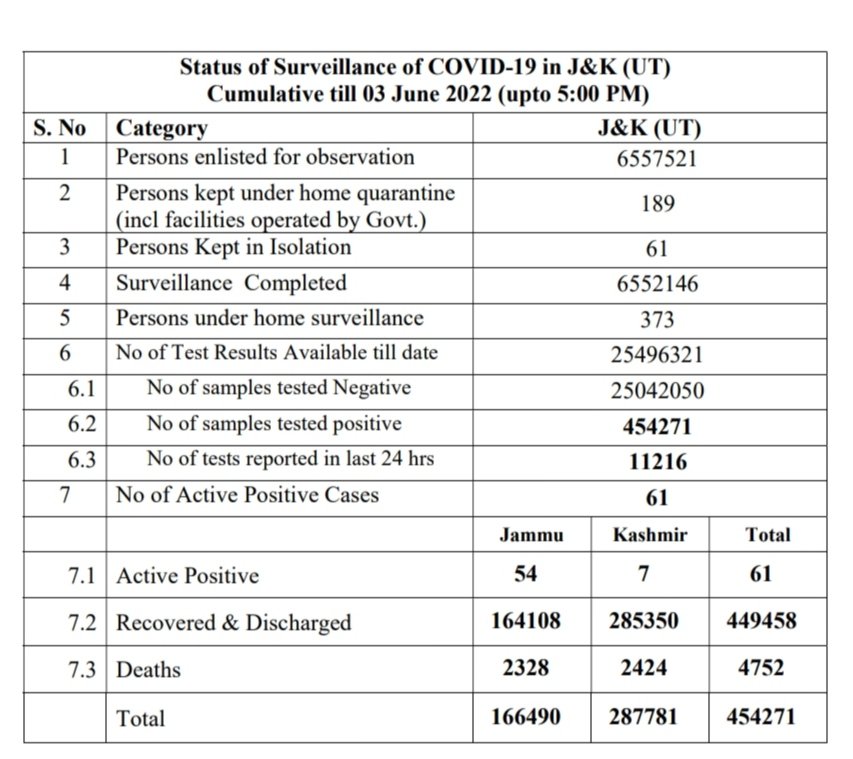 Status of Surveillance of COVID-19 in J&K (UT)
Cumulative till 03 June 2022 (upto 5:00 PM)
S. No Category J&K (UT)
1 Persons enlisted for observation 6557521
2 Persons kept under home quarantine
(incl facilities operated by Govt.) 189
3 Persons Kept in Isolation 61
4 Surveillance Completed 6552146
5 Persons under home surveillance 373
6 No of Test Results Available till date 25496321
6.1 No of samples tested Negative 25042050
6.2 No of samples tested positive 454271
6.3 No of tests reported in last 24 hrs 11216
7 No of Active Positive Cases 61
Jammu Kashmir Total
7.1 Active Positive 54 7 61
7.2 Recovered & Discharged 164108 285350 449458
7.3 Deaths 2328 2424 4752
Total 166490 287781 454271